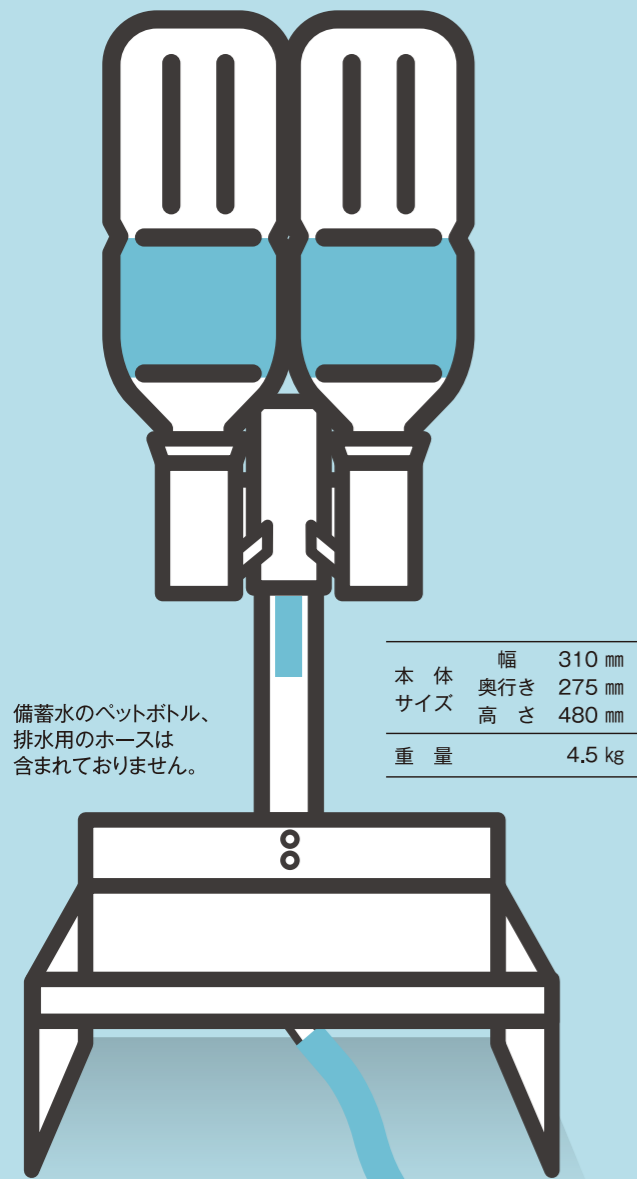 備蓄水のペットボトル、
排水用のホースは
含まれておりません。
本 体 サイズ 幅 310 ㎜
奥行き 275 ㎜
高 さ 480 ㎜
重 量 4.5 ㎏